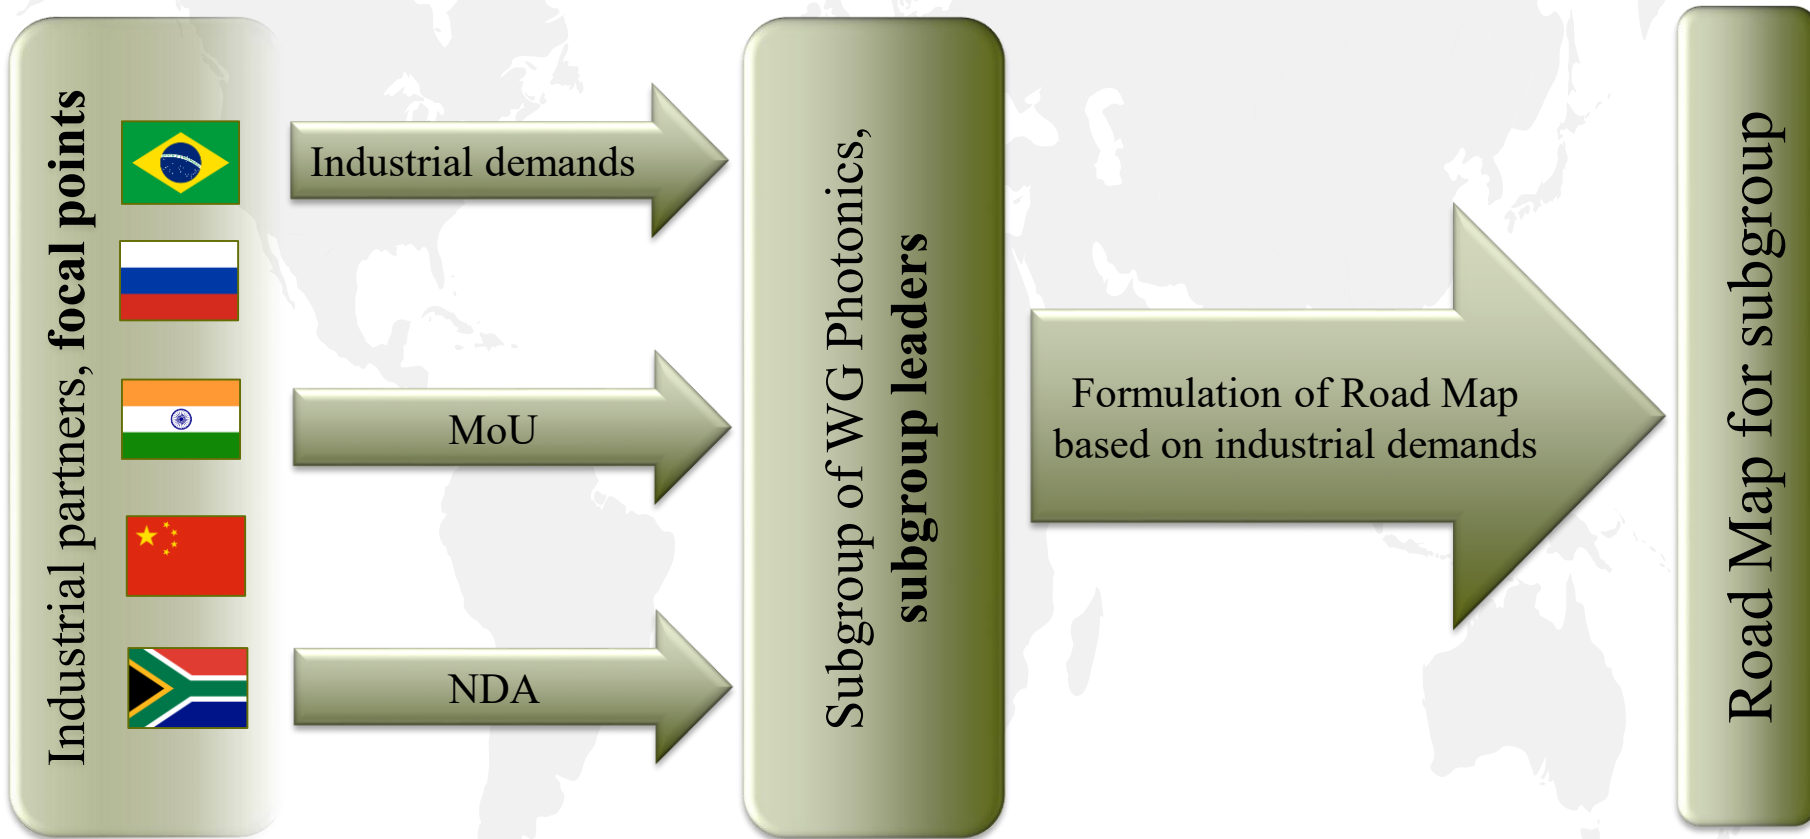 Industrial partners, focal points
Industrial demands
MoU
NDA
Subgroup of WG Photonics,
subgroup leaders
Formulation of Road Map
based on industrial demands
Road Map for subgroup